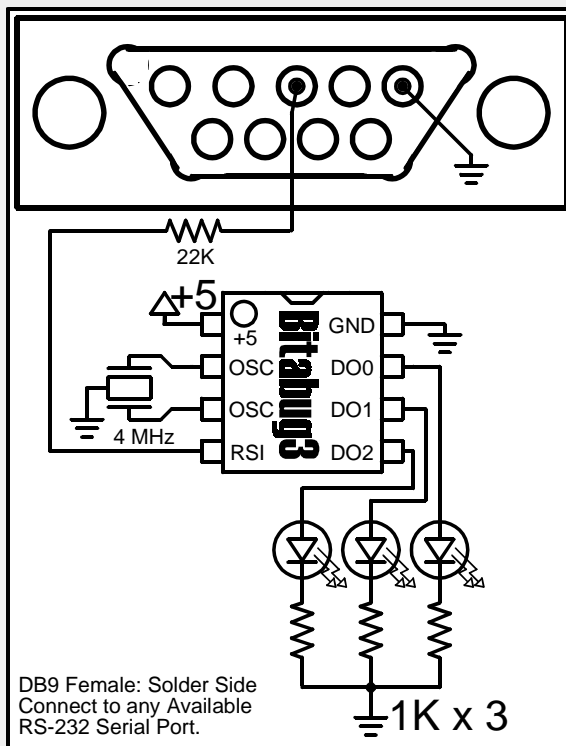 22K
+5
+5
GND
OSC
DO0
OSC
DO1
4 MHz
RSI
DO2
Bitabug3
DB9 Female: Solder Side
Connect to any Available
RS-232 Serial Port.
1K x 3